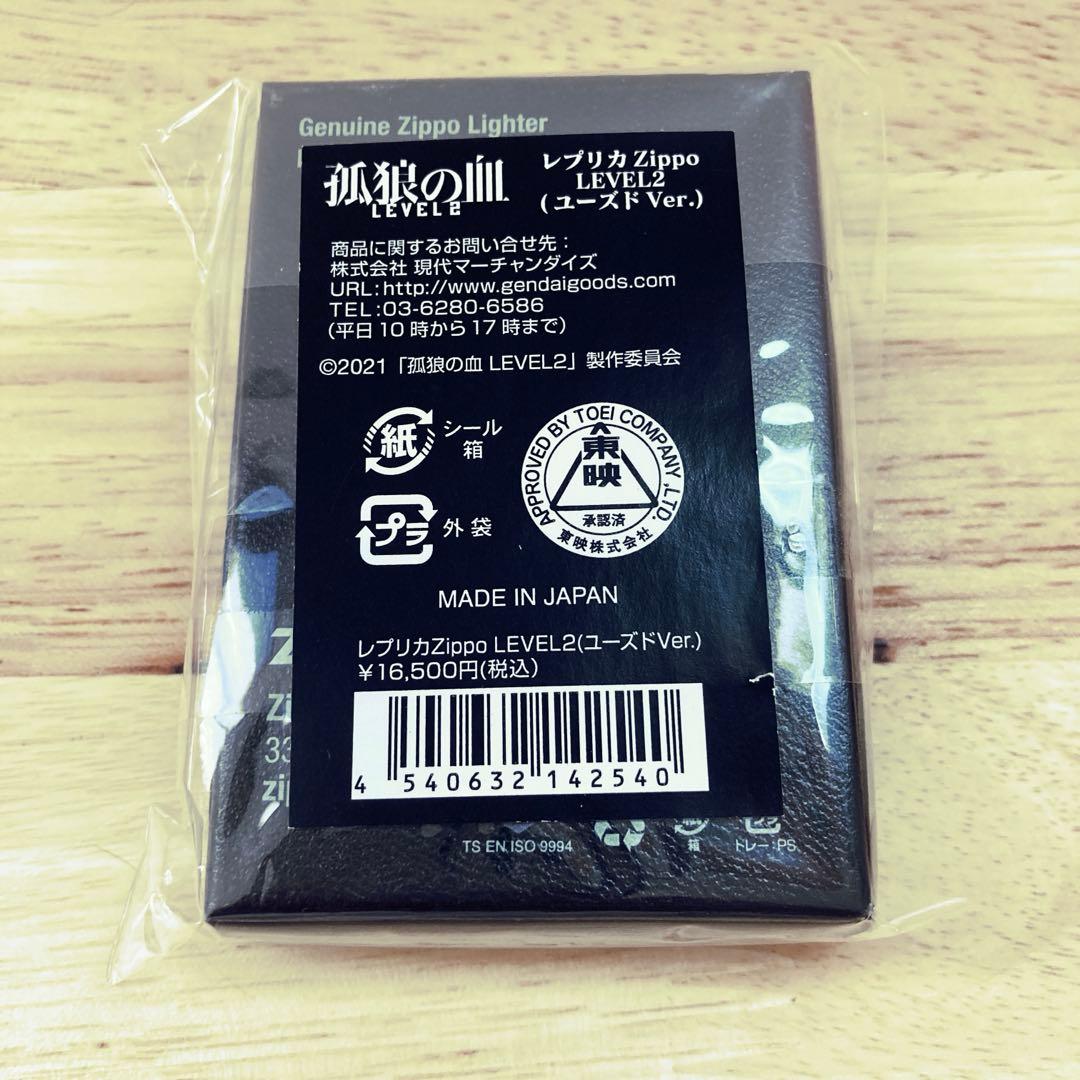 Genuine Zippo Lighter
孤狼の血
LEVEL2
レプリカ Zippo
LEVEL2
(ユーズド Ver.)
商品に関するお問い合せ先：
株式会社 現代マーチャンダイズ
URL:http://www.gendaigoods.com
TEL:03-6280-6586
(平日10時から17時まで)
©2021「孤狼の血 LEVEL2」製作委員会
紙
シール
箱
APPROVED BY TOEI COMPANY,LTD.
東映
承認済
東映株式会社
プラ
外 袋
MADE IN JAPAN
レプリカZippo LEVEL2(ユーズドVer.)
¥16,500円(税込)
4 540632 142540
Z
Zi
33
zip
TS EN ISO 9994
箱
トレー:PS